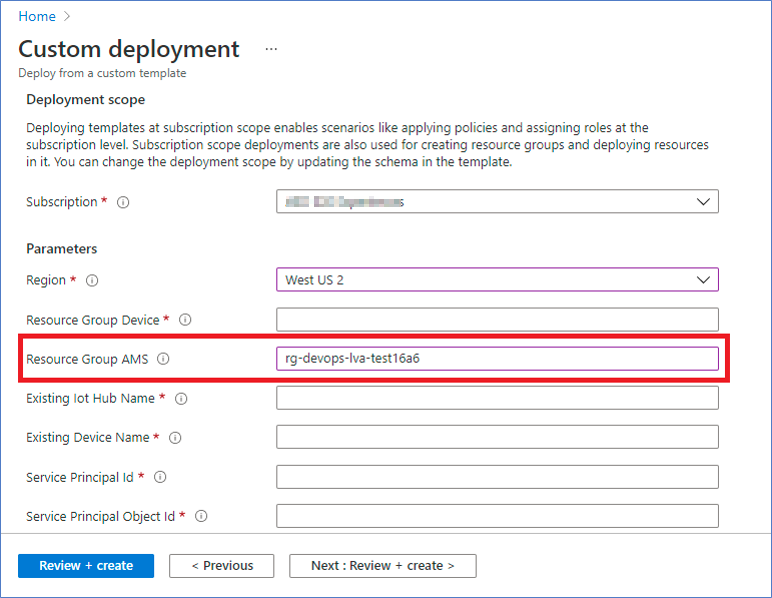 Home
Custom deployment ...
Deploy from a custom template
Deployment scope
Deploying templates at subscription scope enables scenarios like applying policies and assigning roles at the
subscription level. Subscription scope deployments are also used for creating resource groups and deploying resources
in it. You can change the deployment scope by updating the schema in the template.
Subscription *
Parameters
Region * West US 2
Resource Group Device *
Resource Group AMS rg-devops-lva-test16a6
Existing Iot Hub Name *
Existing Device Name *
Service Principal Id *
Service Principal Object Id *
Review + create < Previous Next : Review + create >